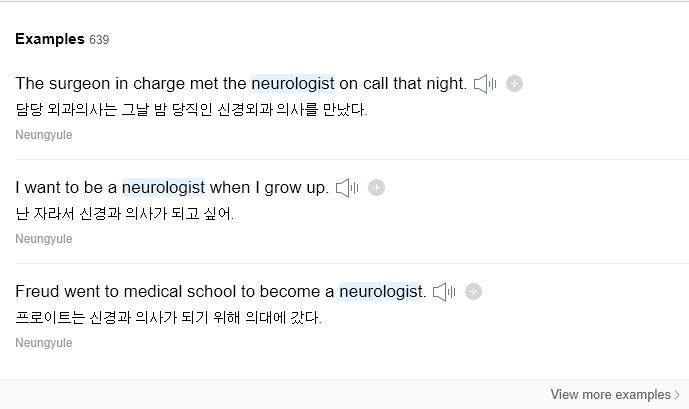 Examples 639
The surgeon in charge met the neurologist on call that night.
담당 외과의사는 그날 밤 당직인 신경외과 의사를 만났다.
Neungyule
I want to be a neurologist when I grow up.
난 자라서 신경과 의사가 되고 싶어.
Neungyule
Freud went to medical school to become a neurologist.
프로이트는 신경과 의사가 되기 위해 의대에 갔다.
Neungyule
View more examples